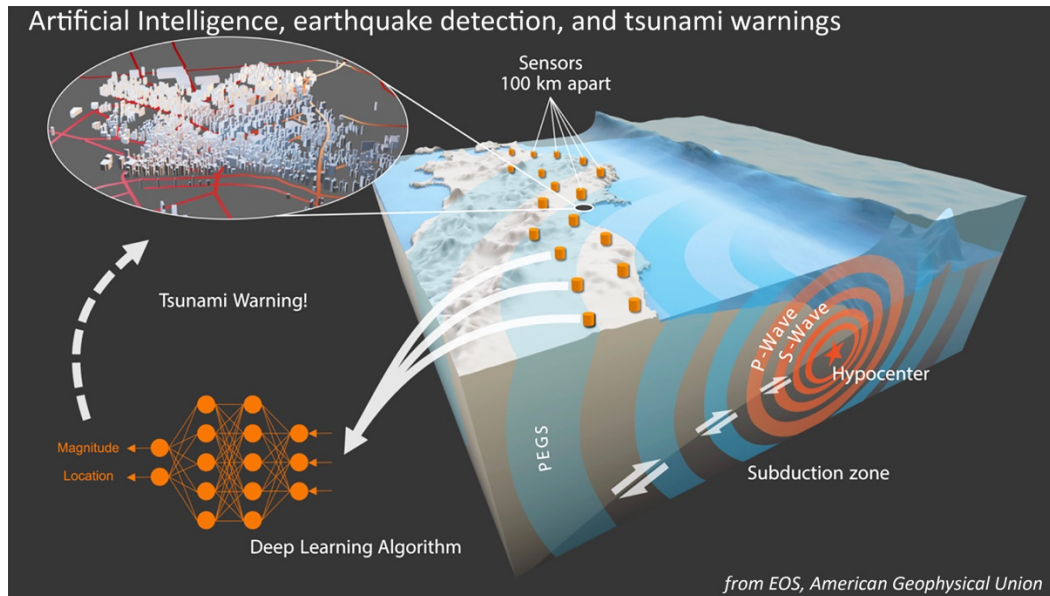 Artificial Intelligence, earthquake detection, and tsunami warnings
Sensors
100 km apart
Tsunami Warning!
P-Wave
S-Wave
Hypocenter
PEGS
Subduction zone
Magnitude
Location
Deep Learning Algorithm
from EOS, American Geophysical Union